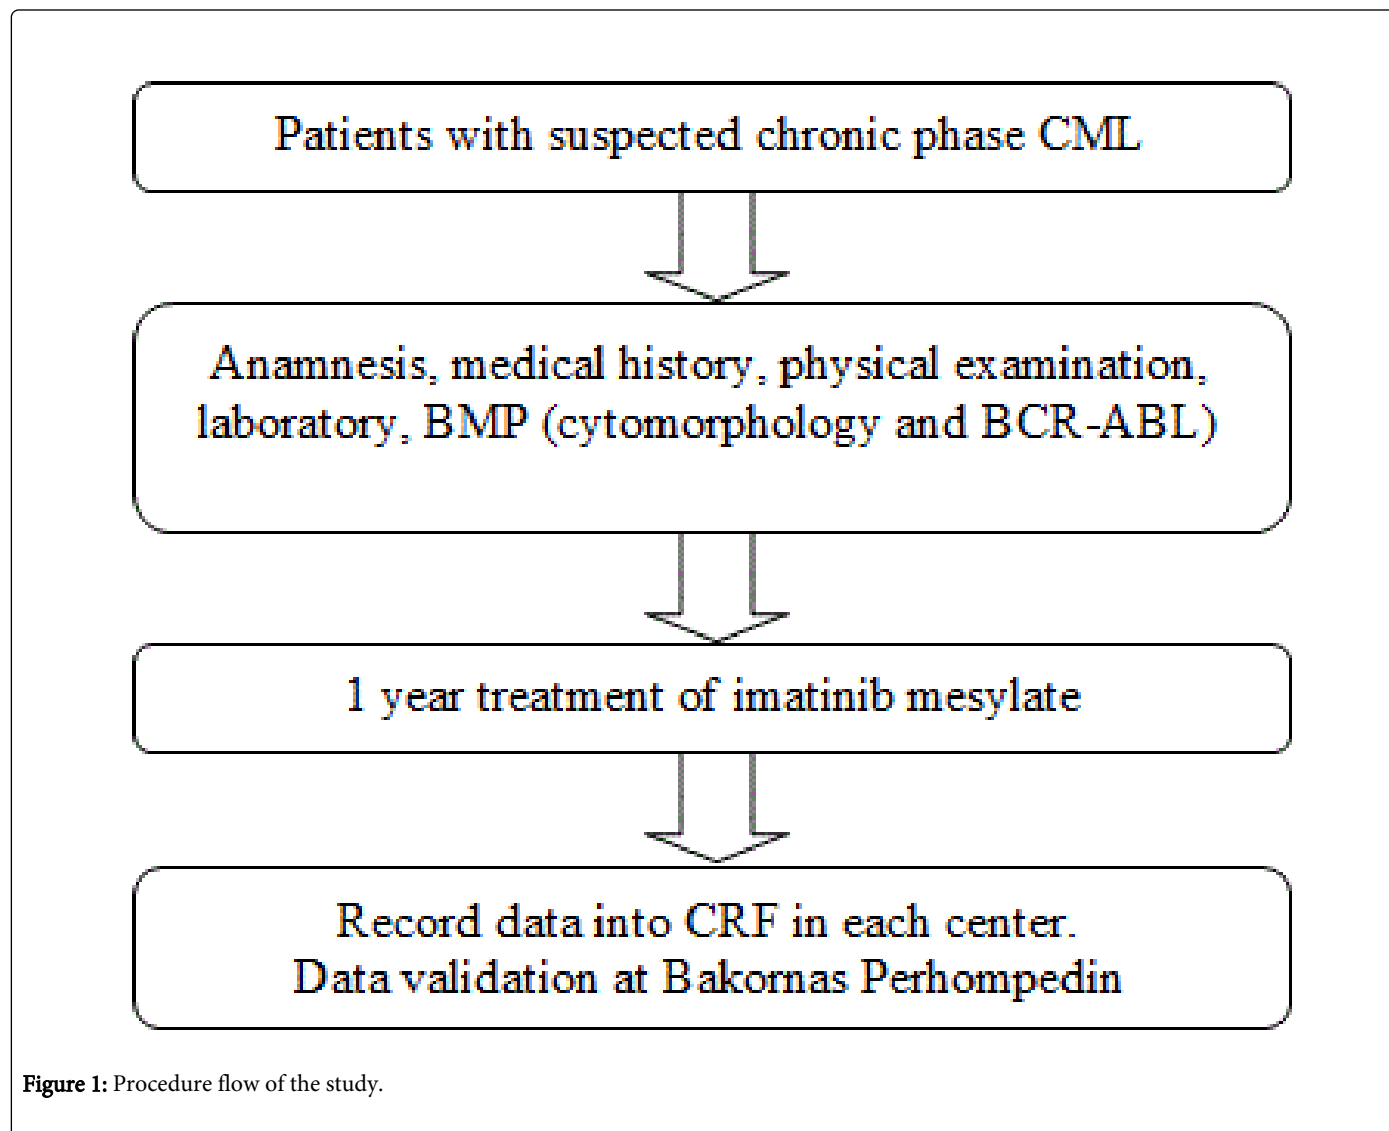 Patients with suspected chronic phase CML
Anamnesis, medical history, physical examination,
laboratory, BMP (cytomorphology and BCR-ABL)
1 year treatment of imatinib mesylate
Record data into CRF in each center.
Data validation at Bakornas Perhompedin
Figure 1: Procedure flow of the study.